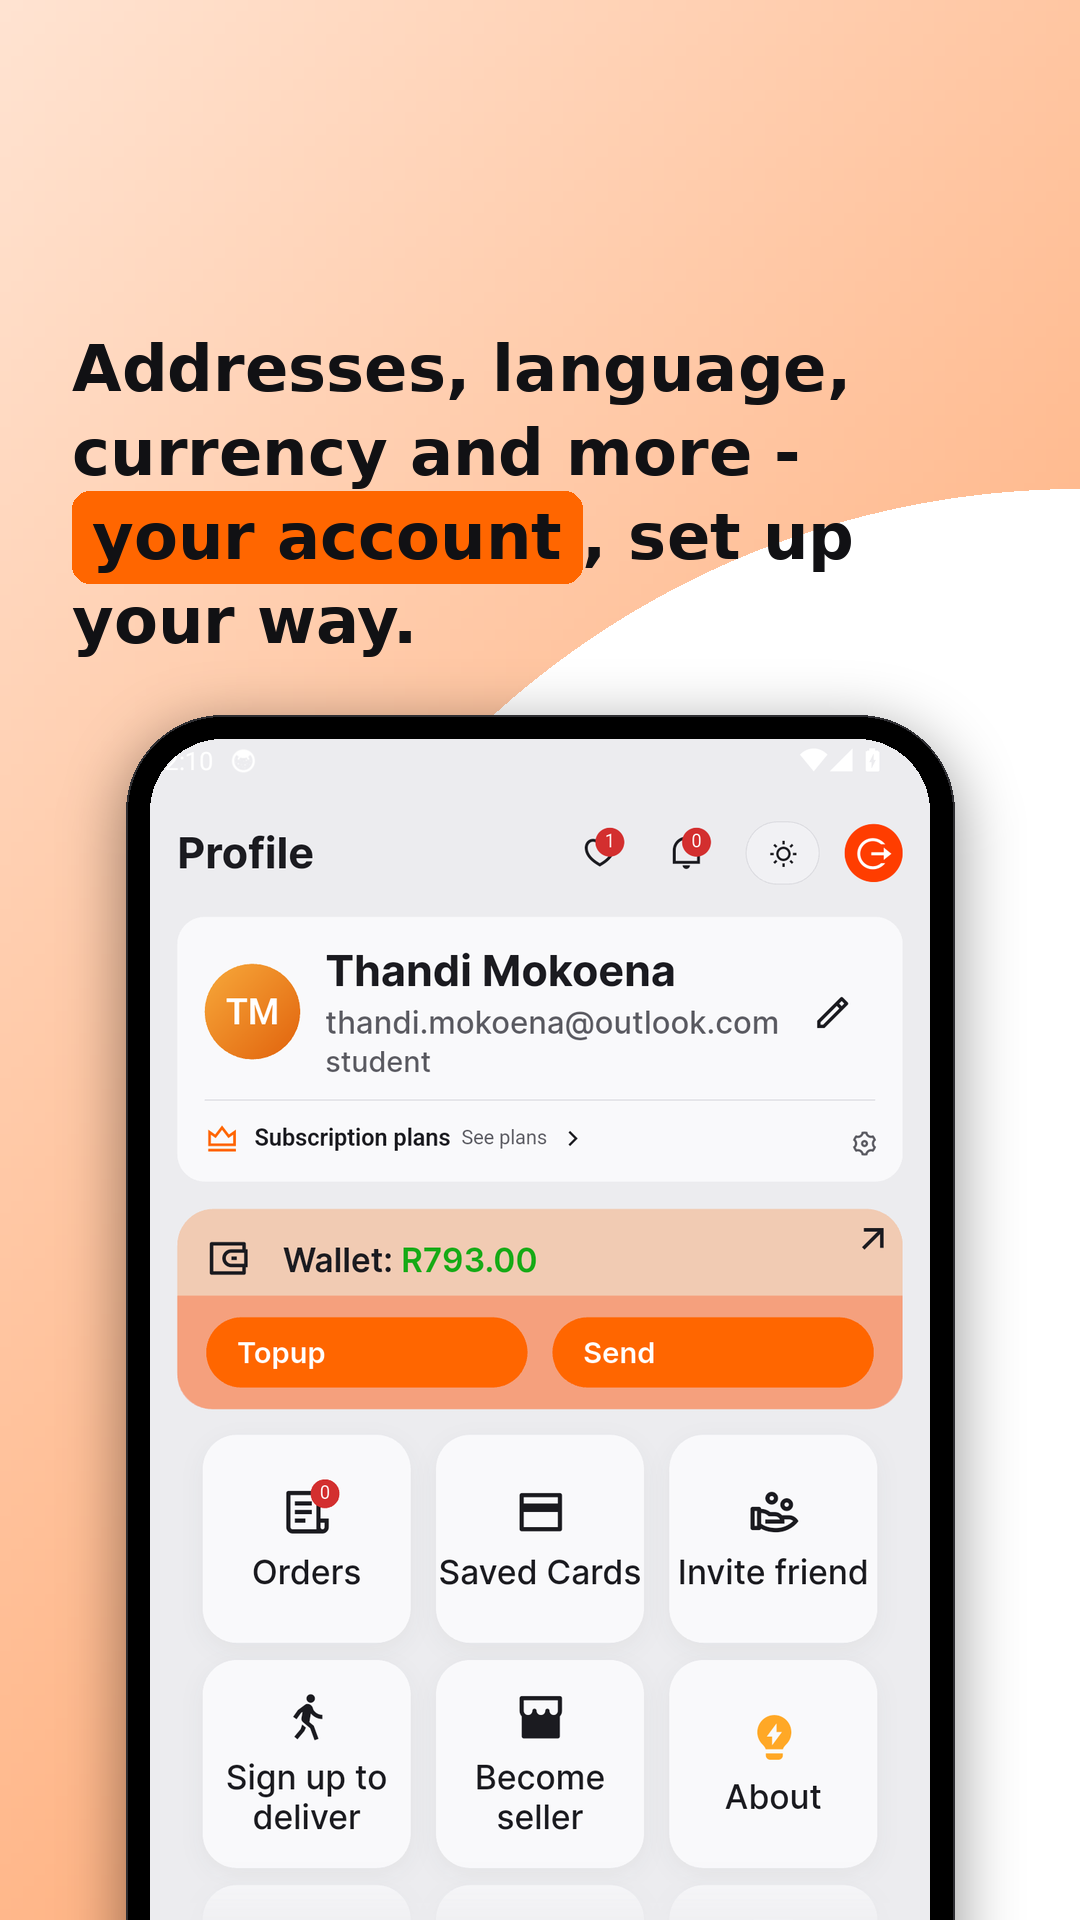 Addresses, language,
currency and more -
your account, set up
your way.
:10
Profile
1
0
Thandi Mokoena
TM
thandi.mokoena@outlook.com
student
Subscription plans See plans
Wallet: R793.00
Topup
Send
0
Orders
Saved Cards
Invite friend
Sign up to
deliver
Become
seller
About